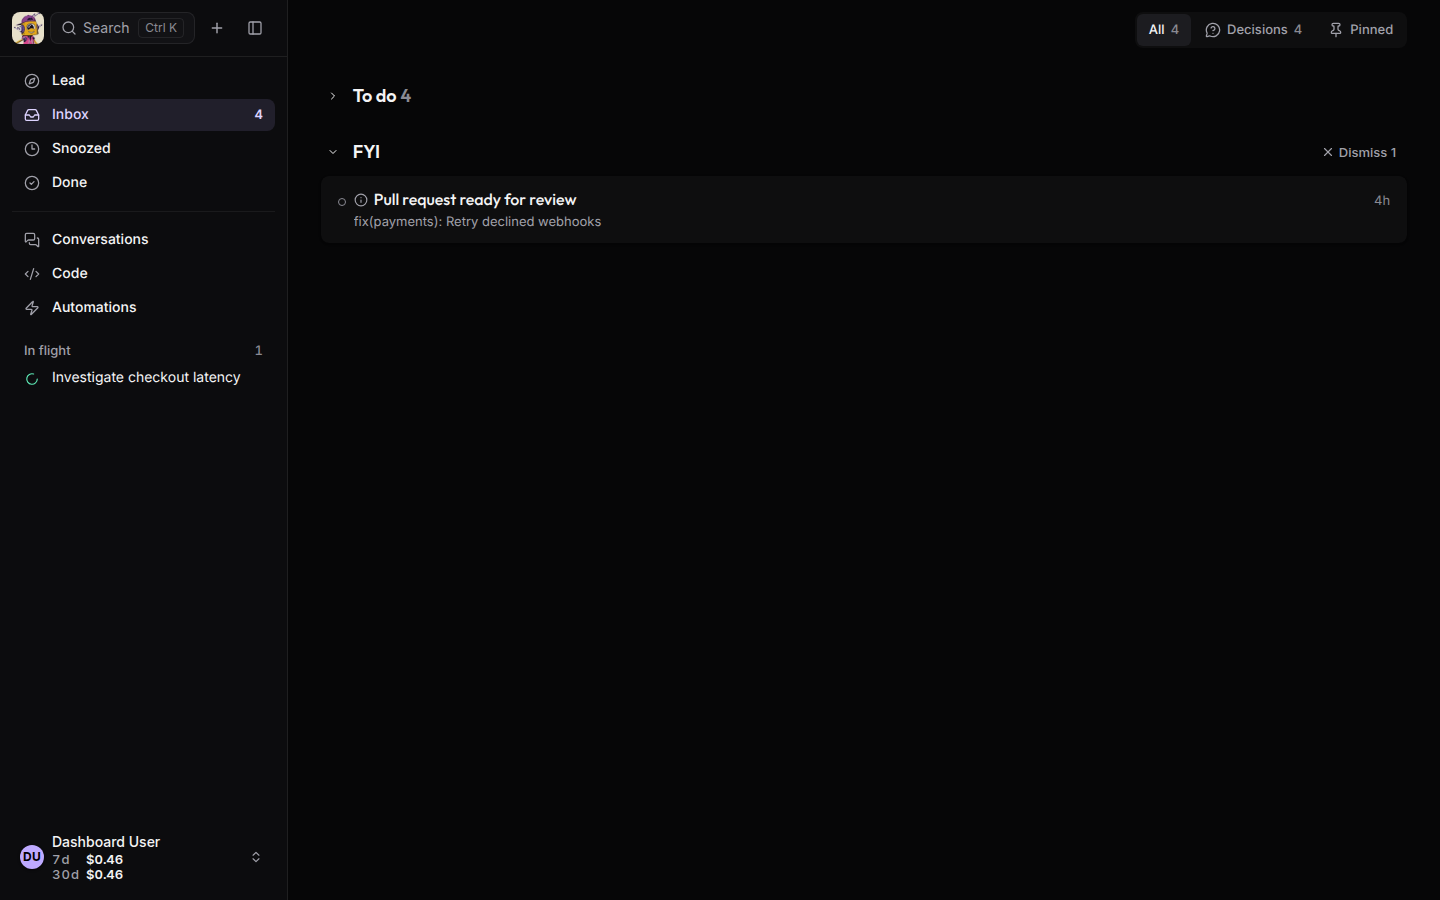 Search Ctrl K
Lead
Inbox 4
Snoozed
Done
Conversations
Code
Automations
In flight 1
Investigate checkout latency
Dashboard User
DU
7d $0.46
30d $0.46
All 4 Decisions 4 Pinned
To do 4
FYI Dismiss 1
Pull request ready for review 4h
fix(payments): Retry declined webhooks